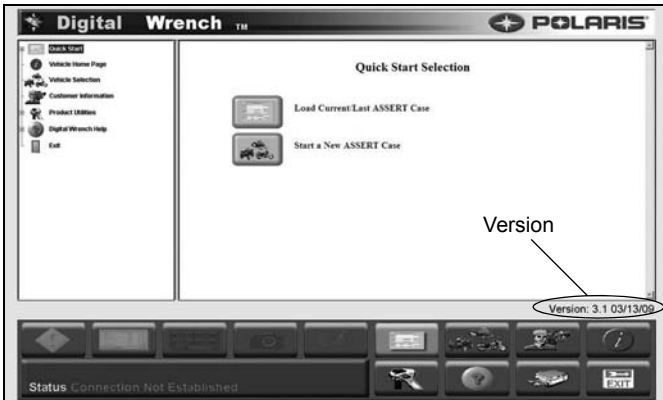 Digital Wrench TM
POLARIS
Quick Start
Vehicle Home Page
Vehicle Selection
Customer Information
Product Utilities
Digital Wrench Help
Exit
Quick Start Selection
Load Current/Last ASSERT Case
Start a New ASSERT Case
Version
Version: 3.1 03/13/09
Status Connection Not Established
EXIT